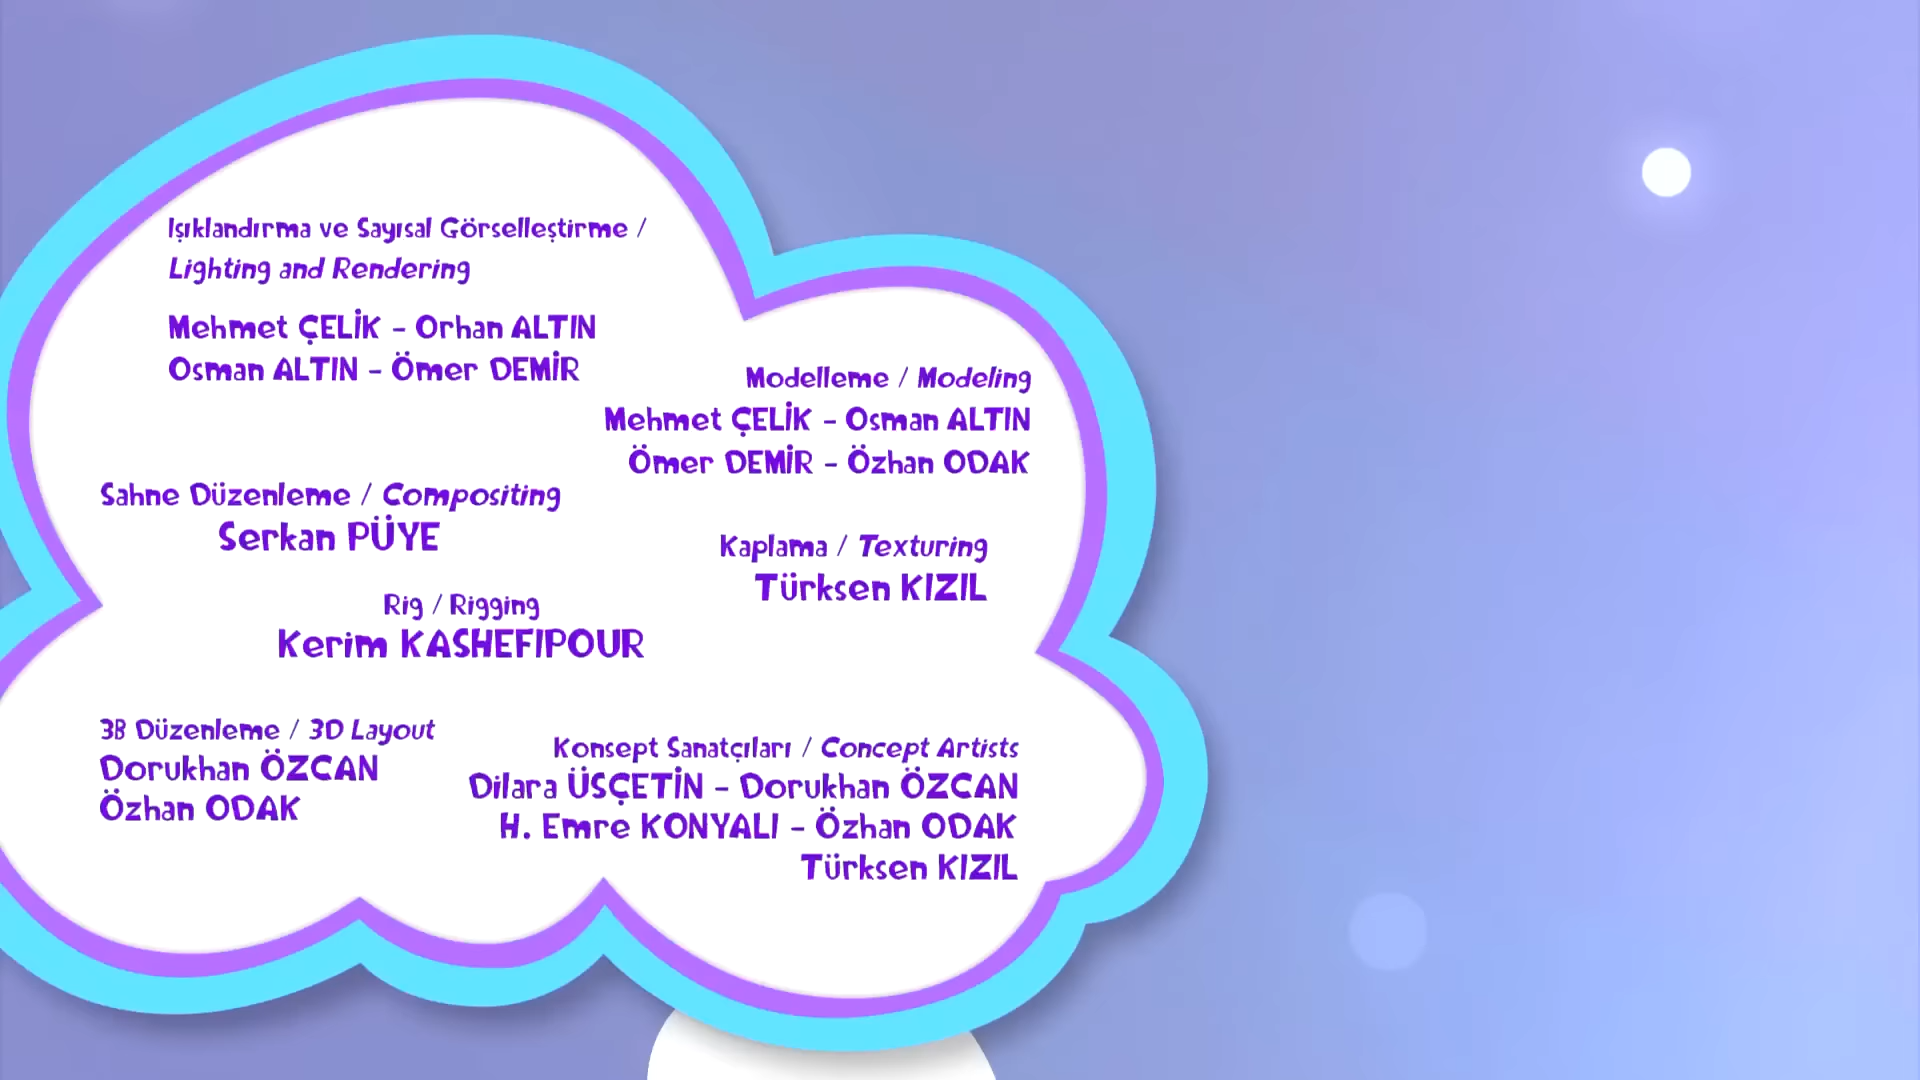 Işıklandırma ve Sayısal Görselleştirme /
Lighting and Rendering
Mehmet ÇELİK - Orhan ALTIN
Osman ALTIN - Ömer DEMİR
Modelleme / Modeling
Mehmet ÇELİK - Osman ALTIN
Ömer DEMİR - Özhan ODAK
Sahne Düzenleme / Compositing
Serkan PÜYE
Kaplama / Texturing
Türksen KIZIL
Rig / Rigging
Kerim KASHEFIPOUR
3B Düzenleme / 3D Layout
Dorukhan ÖZCAN
Özhan ODAK
Konsept Sanatçıları / Concept Artists
Dilara ÜSÇETİN - Dorukhan ÖZCAN
H. Emre KONYALI - Özhan ODAK
Türksen KIZIL